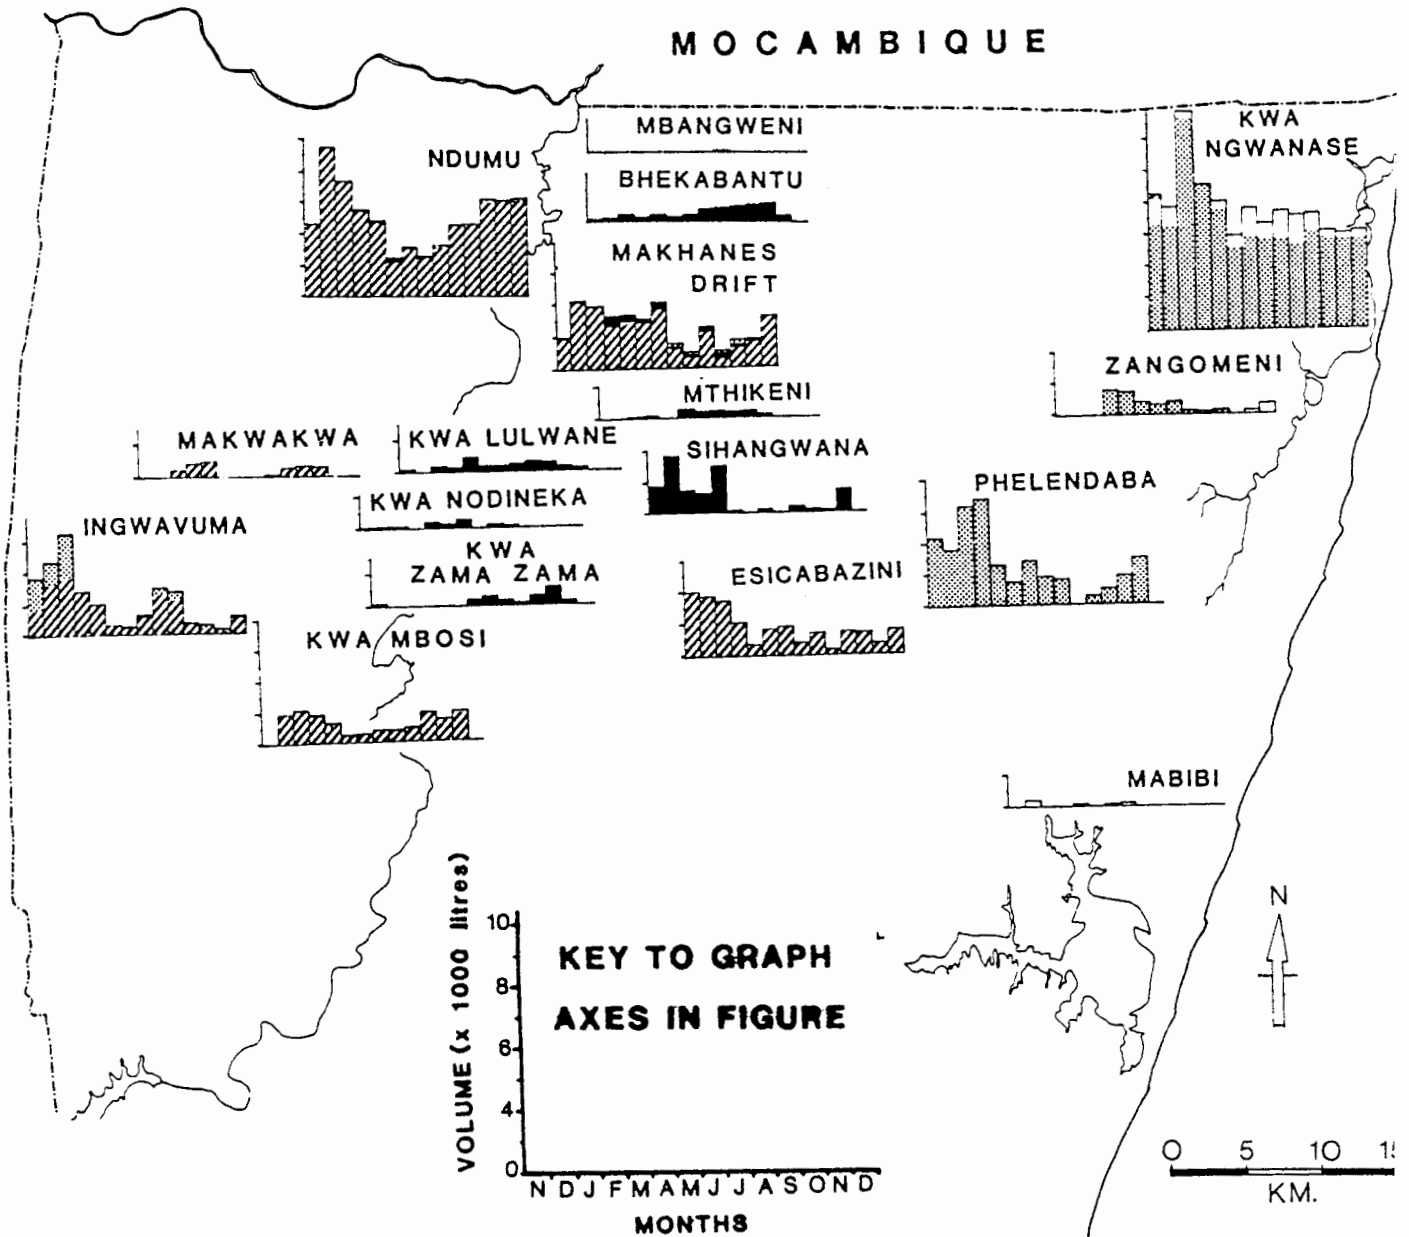 MOCAMBIQUE
MBANGWENI
KWA
NGWANASE
NDUMU
BHEKABANTU
MAKHANES
DRIFT
ZANGOMENI
MTHIKENI
MAKWAKWA
KWA LULWANE
SIHANGWANA
PHELENDABA
KWA NODINEKA
INGWAVUMA
KWA
ZAMA ZAMA
ESICABAZINI
KWA MBOSI
MABIBI
VOLUME (x 1000 litres)
10
8
6
4
0
KEY TO GRAPH
AXES IN FIGURE
N D J F M A M J J A S O N D
MONTHS
N
0 5 10
KM.